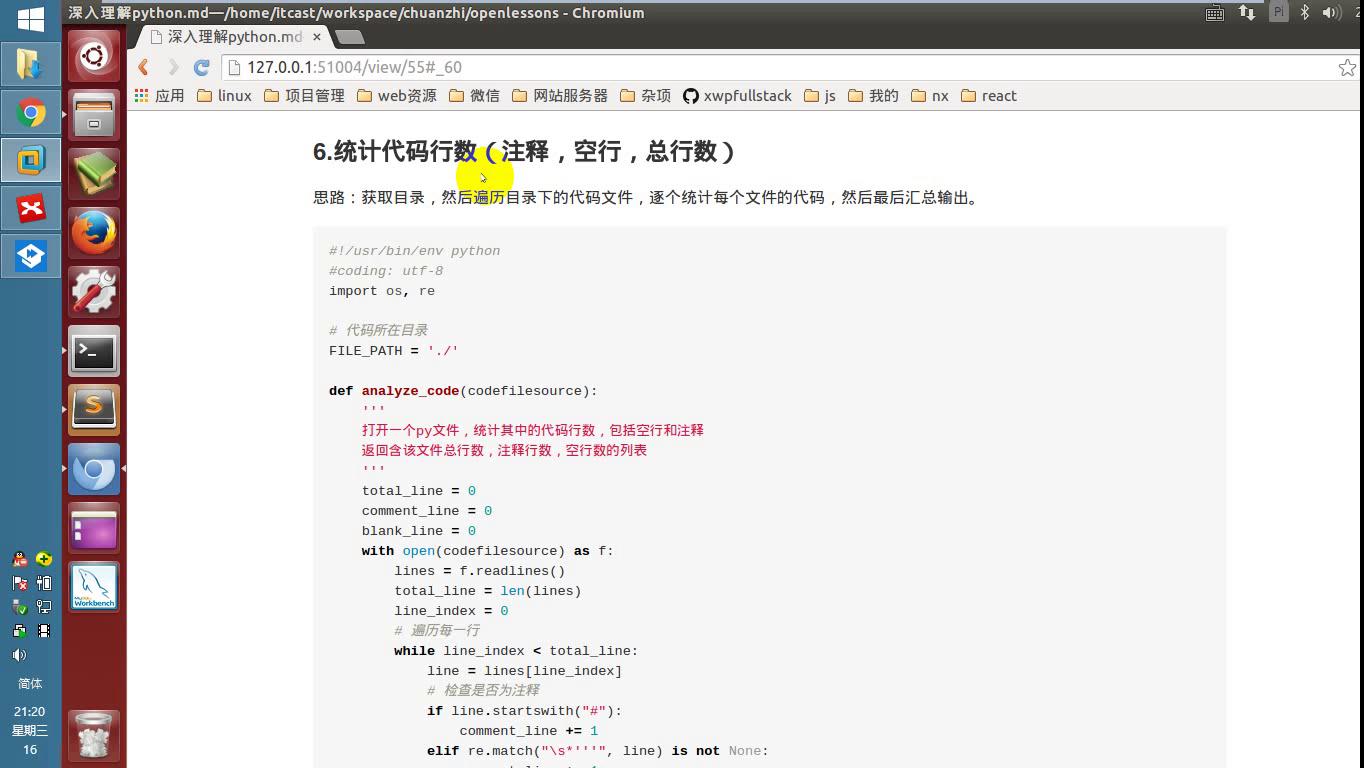 深入理解python.md—/home/itcast/workspace/chuanzhi/openlessons - Chromium
Pi
深入理解python.md
127.0.0.1:51004/view/55#_60
应用 linux 项目管理 web资源 微信 网站服务器 杂项 xwpfullstack js 我的 nx react
6.统计代码行数（注释，空行，总行数）
思路：获取目录，然后遍历目录下的代码文件，逐个统计每个文件的代码，然后最后汇总输出。
#!/usr/bin/env python
#coding: utf-8
import os, re
# 代码所在目录
FILE_PATH = './'
def analyze_code(codefilesource):
'''
打开一个py文件，统计其中的代码行数，包括空行和注释
返回含该文件总行数，注释行数，空行数的列表
'''
total_line = 0
comment_line = 0
blank_line = 0
with open(codefilesource) as f:
lines = f.readlines()
total_line = len(lines)
line_index = 0
# 遍历每一行
while line_index < total_line:
line = lines[line_index]
# 检查是否为注释
if line.startswith("#"):
comment_line += 1
elif re.match("\s*'''", line) is not None:
My
Workbench
简体
21:20
星期三
16